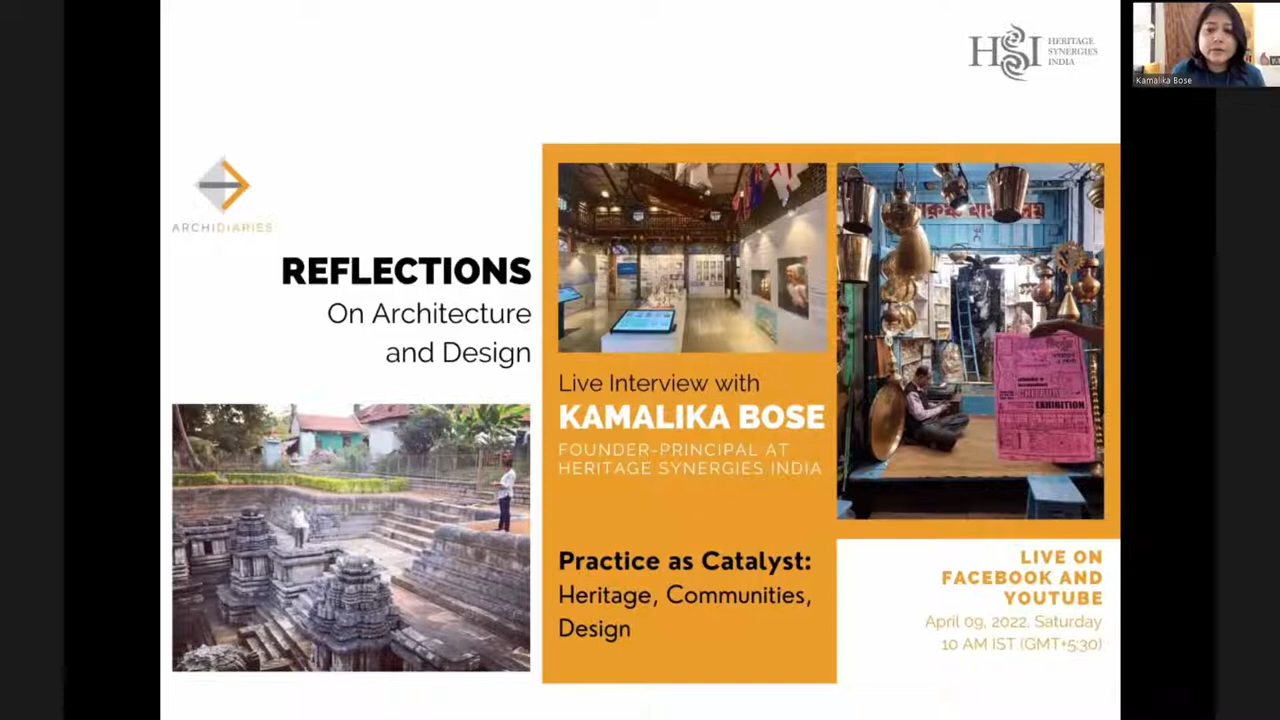 HSI HERITAGE
SYNERGIES
INDIA
Kamalika Bose
ARCHIDIARIES
REFLECTIONS
On Architecture
and Design
Live Interview with
KAMALIKA BOSE
FOUNDER-PRINCIPAL AT
HERITAGE SYNERGIES INDIA
Practice as Catalyst:
Heritage, Communities,
Design
EXHIBITION
LIVE ON
FACEBOOK AND
YOUTUBE
April 09, 2022, Saturday
10 AM IST (GMT+5:30)